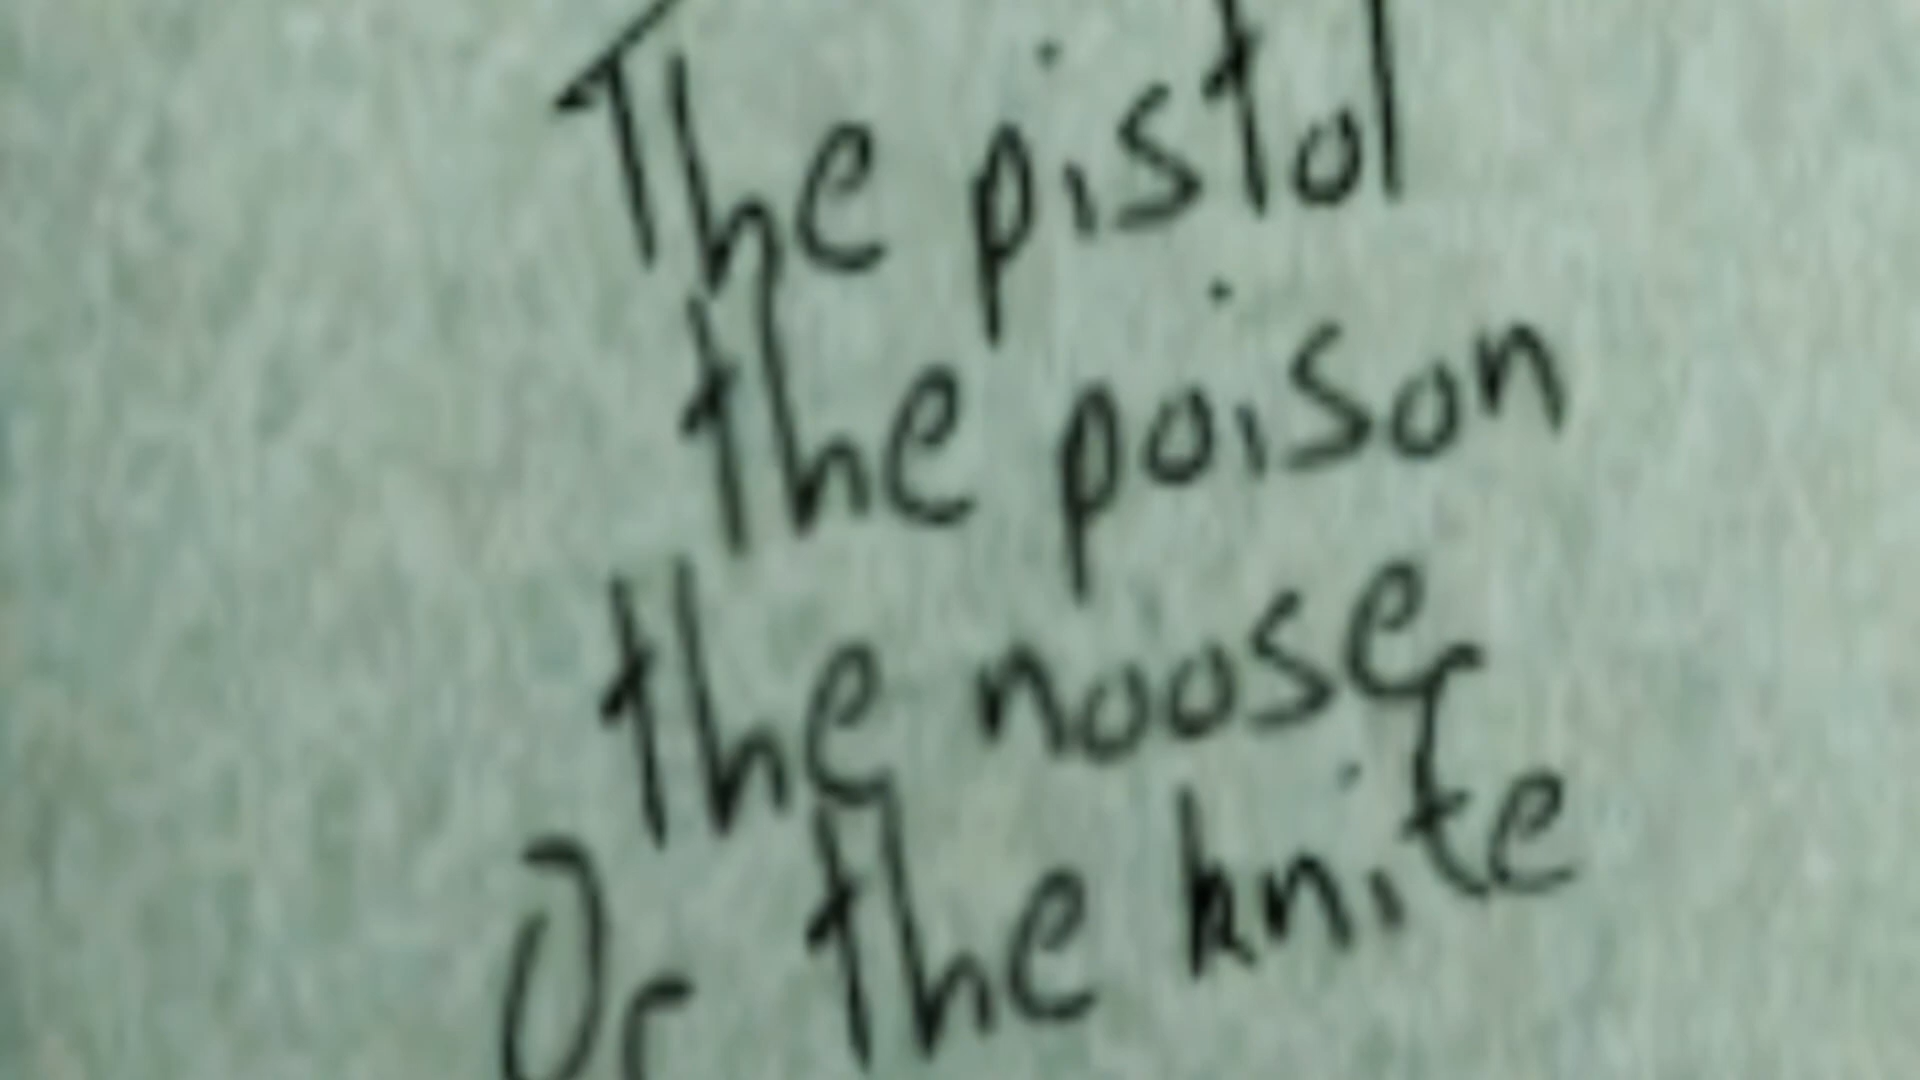 The pistol
the poison
the noose
Or the knife